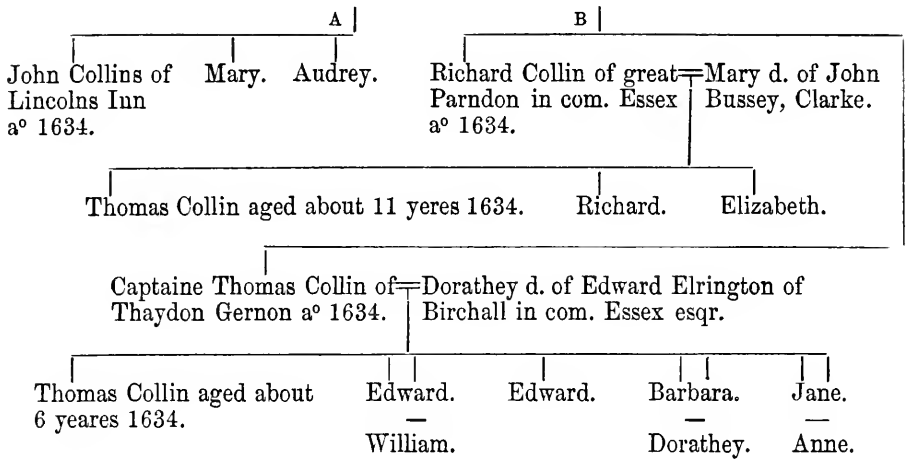 A B
John Collins of Mary. Audrey. Richard Collin of great Mary d. of John
Lincolns Inn Parndon in com. Essex Bussey, Clarke.
aº 1634. aº 1634.
Thomas Collin aged about 11 yeres 1634. Richard. Elizabeth.
Captaine Thomas Collin of Dorathey d. of Edward Elrington of
Thaydon Gernon aº 1634. Birchall in com. Essex esqr.
Thomas Collin aged about Edward. Edward. Barbara. Jane.
6 yeares 1634. — — —
William. Dorathey. Anne.